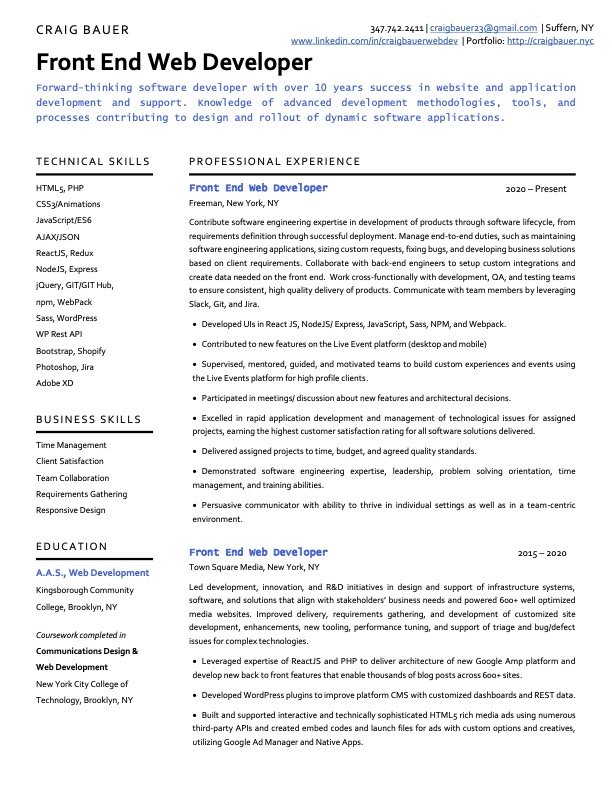 CRAIG BAUER
347.742.2411 | craigbauer23@gmail.com | Suffern, NY
www.linkedin.com/in/craigbauerwebdev | Portfolio: http://craigbauer.nyc
Front End Web Developer
Forward-thinking software developer with over 10 years success in website and application
development and support. Knowledge of advanced development methodologies, tools, and
processes contributing to design and rollout of dynamic software applications.
TECHNICAL SKILLS
HTML5, PHP
CSS3/Animations
JavaScript/ES6
AJAX/JSON
ReactJS, Redux
NodeJS, Express
jQuery, GIT/GIT Hub,
npm, WebPack
Sass, WordPress
WP Rest API
Bootstrap, Shopify
Photoshop, Jira
Adobe XD
BUSINESS SKILLS
Time Management
Client Satisfaction
Team Collaboration
Requirements Gathering
Responsive Design
EDUCATION
A.A.S., Web Development
Kingsborough Community
College, Brooklyn, NY
Coursework completed in
Communications Design &
Web Development
New York City College of
Technology, Brooklyn, NY
PROFESSIONAL EXPERIENCE
Front End Web Developer 2020 – Present
Freeman, New York, NY
Contribute software engineering expertise in development of products through software lifecycle, from
requirements definition through successful deployment. Manage end-to-end duties, such as maintaining
software engineering applications, sizing custom requests, fixing bugs, and developing business solutions
based on client requirements. Collaborate with back-end engineers to setup custom integrations and
create data needed on the front end. Work cross-functionally with development, QA, and testing teams
to ensure consistent, high quality delivery of products. Communicate with team members by leveraging
Slack, Git, and Jira.
• Developed UIs in React JS, NodeJS/ Express, JavaScript, Sass, NPM, and Webpack.
• Contributed to new features on the Live Event platform (desktop and mobile)
• Supervised, mentored, guided, and motivated teams to build custom experiences and events using
the Live Events platform for high profile clients.
• Participated in meetings/ discussion about new features and architectural decisions.
• Excelled in rapid application development and management of technological issues for assigned
projects, earning the highest customer satisfaction rating for all software solutions delivered.
• Delivered assigned projects to time, budget, and agreed quality standards.
• Demonstrated software engineering expertise, leadership, problem solving orientation, time
management, and training abilities.
• Persuasive communicator with ability to thrive in individual settings as well as in a team-centric
environment.
Front End Web Developer 2015 – 2020
Town Square Media, New York, NY
Led development, innovation, and R&D initiatives in design and support of infrastructure systems,
software, and solutions that align with stakeholders' business needs and powered 600+ well optimized
media websites. Improved delivery, requirements gathering, and development of customized site
development, enhancements, new tooling, performance tuning, and support of triage and bug/defect
issues for complex technologies.
• Leveraged expertise of ReactJS and PHP to deliver architecture of new Google Amp platform and
develop new back to front features that enable thousands of blog posts across 600+ sites.
• Developed WordPress plugins to improve platform CMS with customized dashboards and REST data.
• Built and supported interactive and technically sophisticated HTML5 rich media ads using numerous
third-party APIs and created embed codes and launch files for ads with custom options and creatives,
utilizing Google Ad Manager and Native Apps.